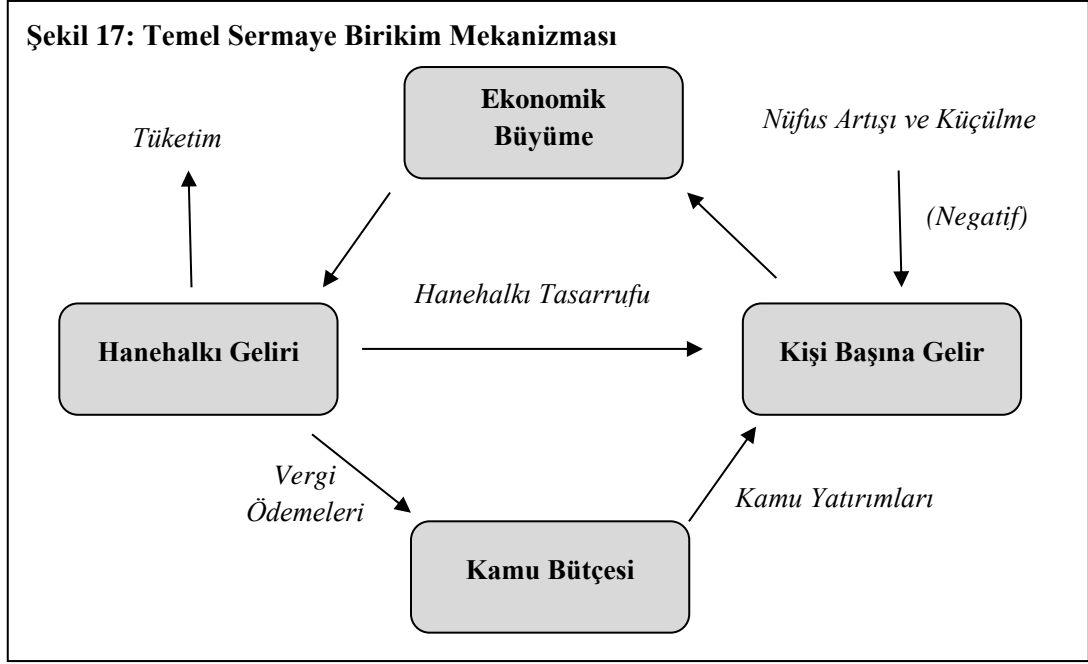 Şekil 17: Temel Sermaye Birikim Mekanizması
Ekonomik
Büyüme
Tüketim
Nüfus Artışı ve Küçülme
(Negatif)
Hanehalkı Tasarrufu
Hanehalkı Geliri
Kişi Başına Gelir
Vergi
Ödemeleri
Kamu Yatırımları
Kamu Bütçesi